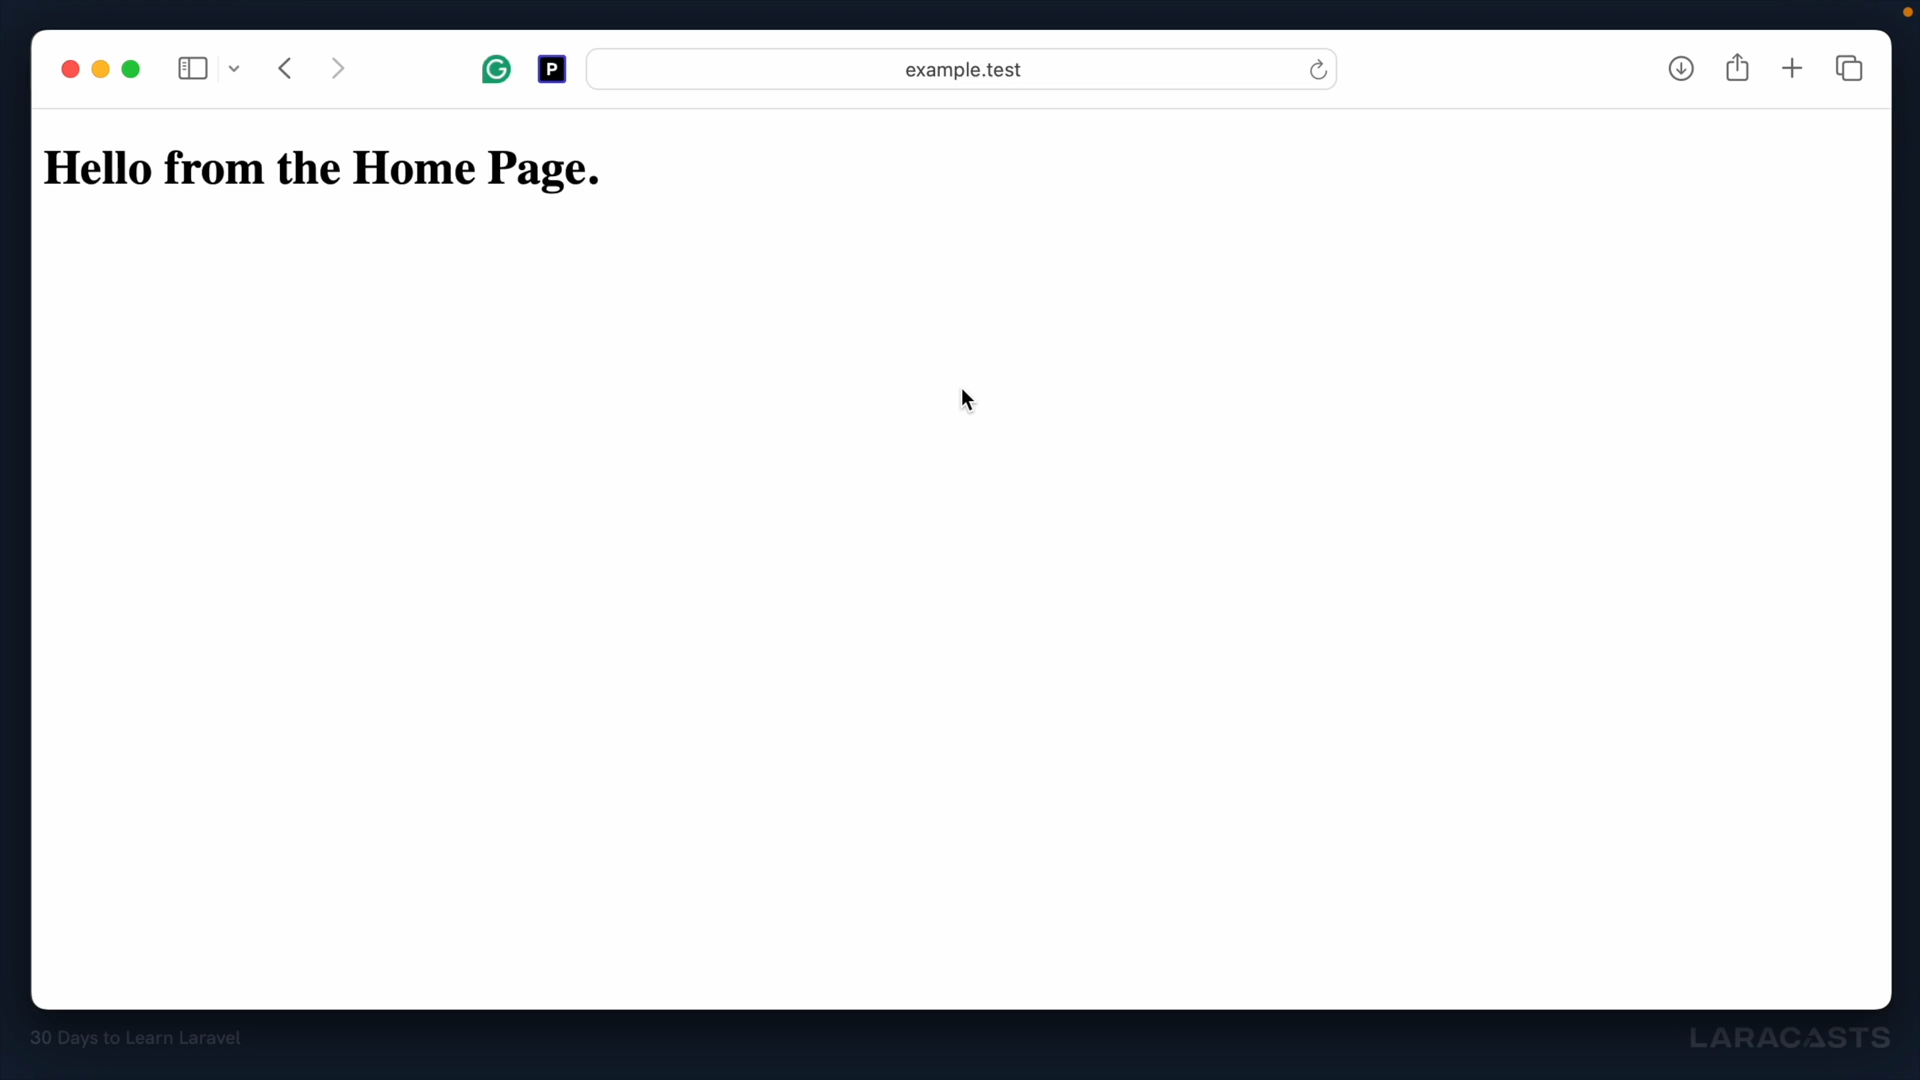 P
example.test
Hello from the Home Page.
30 Days to Learn Laravel
LARACASTS